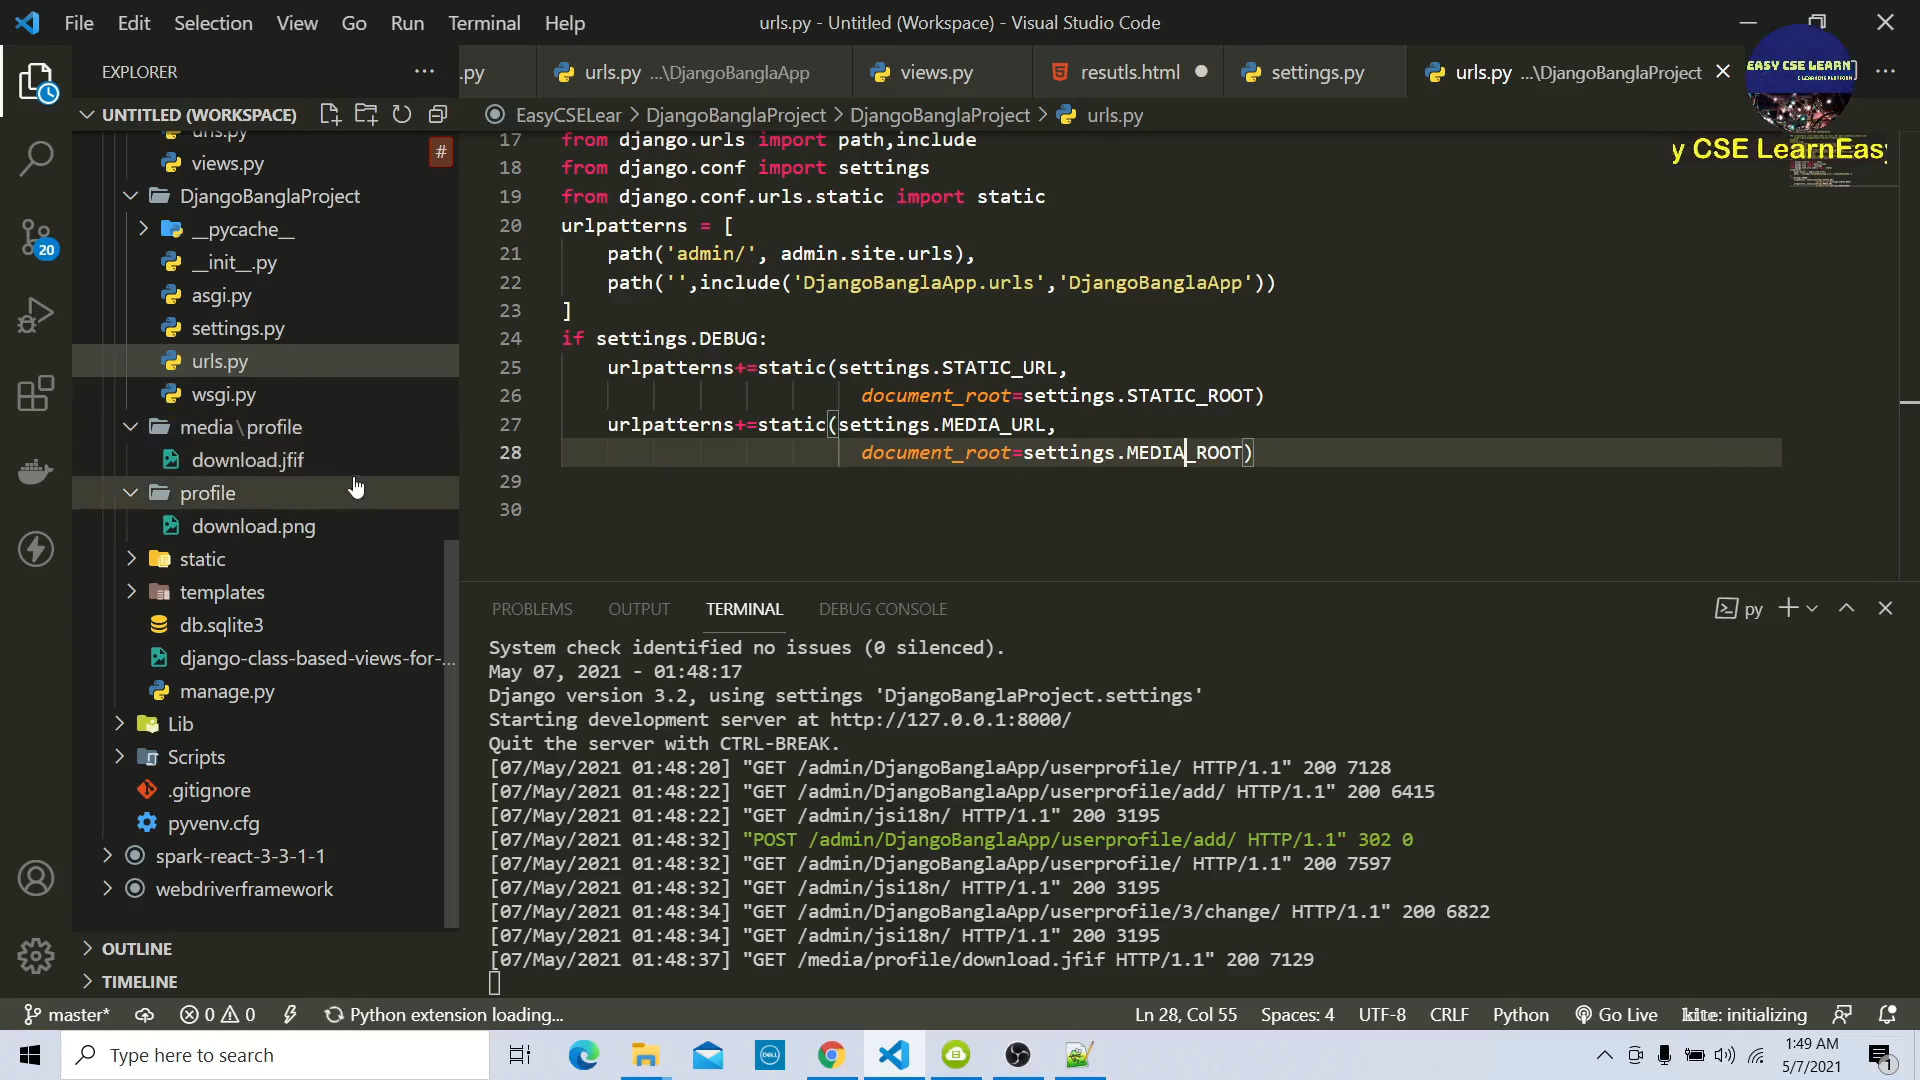 File Edit Selection View Go Run Terminal Help
urls.py - Untitled (Workspace) - Visual Studio Code
EXPLORER
.py
urls.py ...\DjangoBanglaApp
views.py
resutls.html
settings.py
urls.py ...\DjangoBanglaProject
EASY CSE LEARN
UNTITLED (WORKSPACE)
EasyCSELear > DjangoBanglaProject > DjangoBanglaProject > urls.py
y CSE LearnEas
urls.py
views.py
#
DjangoBanglaProject
__pycache__
__init__.py
asgi.py
settings.py
urls.py
wsgi.py
media\profile
download.jfif
profile
download.png
static
templates
db.sqlite3
django-class-based-views-for-...
manage.py
Lib
Scripts
.gitignore
pyvenv.cfg
spark-react-3-3-1-1
webdriverframework
OUTLINE
TIMELINE
20
17 from django.urls import path,include
18 from django.conf import settings
19 from django.conf.urls.static import static
20 urlpatterns = [
21 path('admin/', admin.site.urls),
22 path('',include('DjangoBanglaApp.urls','DjangoBanglaApp'))
23 ]
24 if settings.DEBUG:
25 urlpatterns+=static(settings.STATIC_URL,
26 document_root=settings.STATIC_ROOT)
27 urlpatterns+=static(settings.MEDIA_URL,
28 document_root=settings.MEDIA_ROOT)
29
30
PROBLEMS OUTPUT TERMINAL DEBUG CONSOLE
py
System check identified no issues (0 silenced).
May 07, 2021 - 01:48:17
Django version 3.2, using settings 'DjangoBanglaProject.settings'
Starting development server at http://127.0.0.1:8000/
Quit the server with CTRL-BREAK.
[07/May/2021 01:48:20] "GET /admin/DjangoBanglaApp/userprofile/ HTTP/1.1" 200 7128
[07/May/2021 01:48:22] "GET /admin/DjangoBanglaApp/userprofile/add/ HTTP/1.1" 200 6415
[07/May/2021 01:48:22] "GET /admin/jsi18n/ HTTP/1.1" 200 3195
[07/May/2021 01:48:32] "POST /admin/DjangoBanglaApp/userprofile/add/ HTTP/1.1" 302 0
[07/May/2021 01:48:32] "GET /admin/DjangoBanglaApp/userprofile/ HTTP/1.1" 200 7597
[07/May/2021 01:48:32] "GET /admin/jsi18n/ HTTP/1.1" 200 3195
[07/May/2021 01:48:34] "GET /admin/DjangoBanglaApp/userprofile/3/change/ HTTP/1.1" 200 6822
[07/May/2021 01:48:34] "GET /admin/jsi18n/ HTTP/1.1" 200 3195
[07/May/2021 01:48:37] "GET /media/profile/download.jfif HTTP/1.1" 200 7129
master* 0 0 Python extension loading...
Ln 28, Col 55 Spaces: 4 UTF-8 CRLF Python Go Live kite: initializing
Type here to search
DELL
1:49 AM
5/7/2021
1